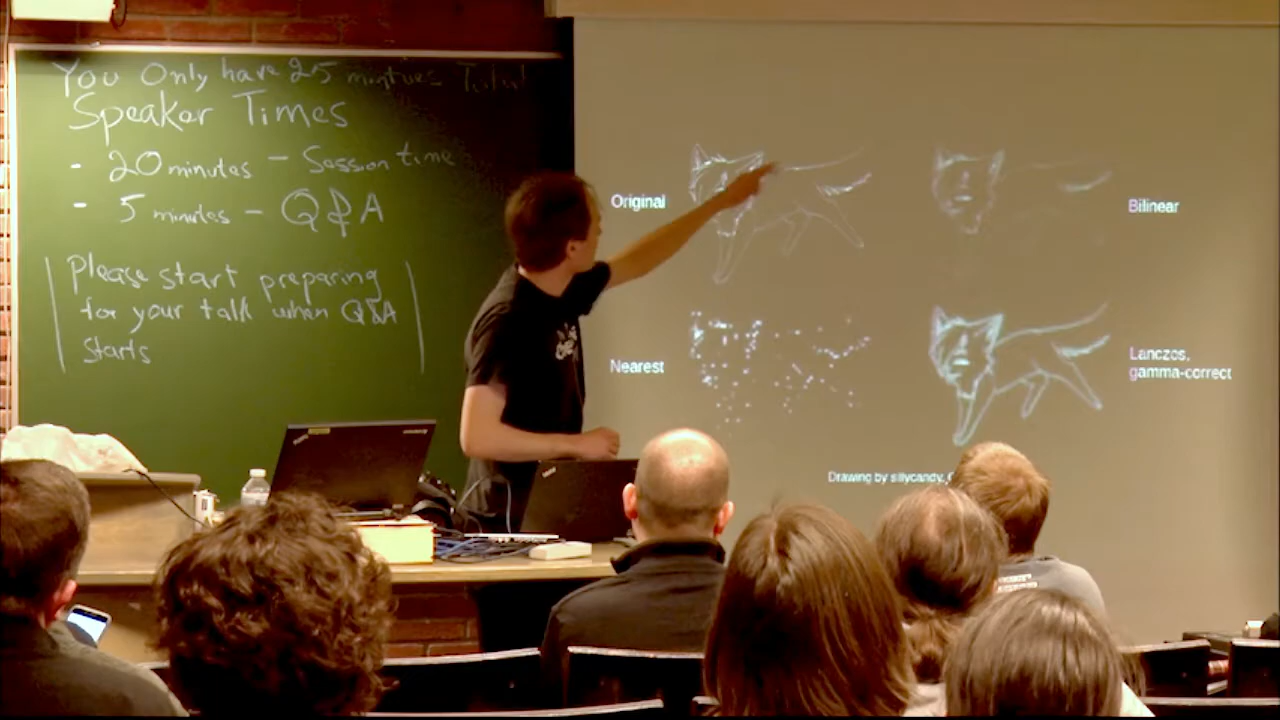 You Only have 25 mintues Total
Speaker Times
- 20 minutes - Session time
- 5 minutes - Q&A
Please start preparing
for your talk when Q&A
starts
Original
Bilinear
Nearest
Lanczos,
gamma-correct
Drawing by sillycandy,